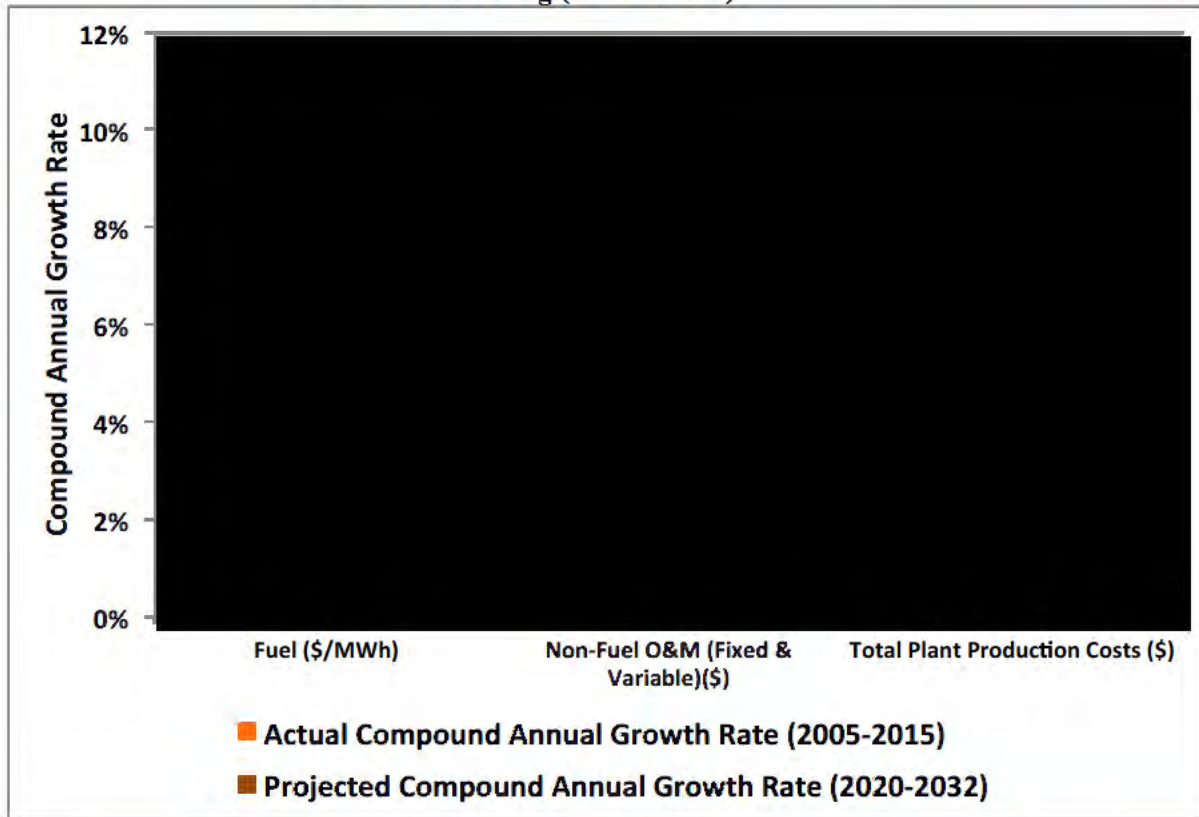 12%
10%
8%
6%
4%
2%
0%
Compound Annual Growth Rate
Fuel ($/MWh)
Non-Fuel O&M (Fixed &
Variable)($)
Total Plant Production Costs ($)
Actual Compound Annual Growth Rate (2005-2015)
Projected Compound Annual Growth Rate (2020-2032)